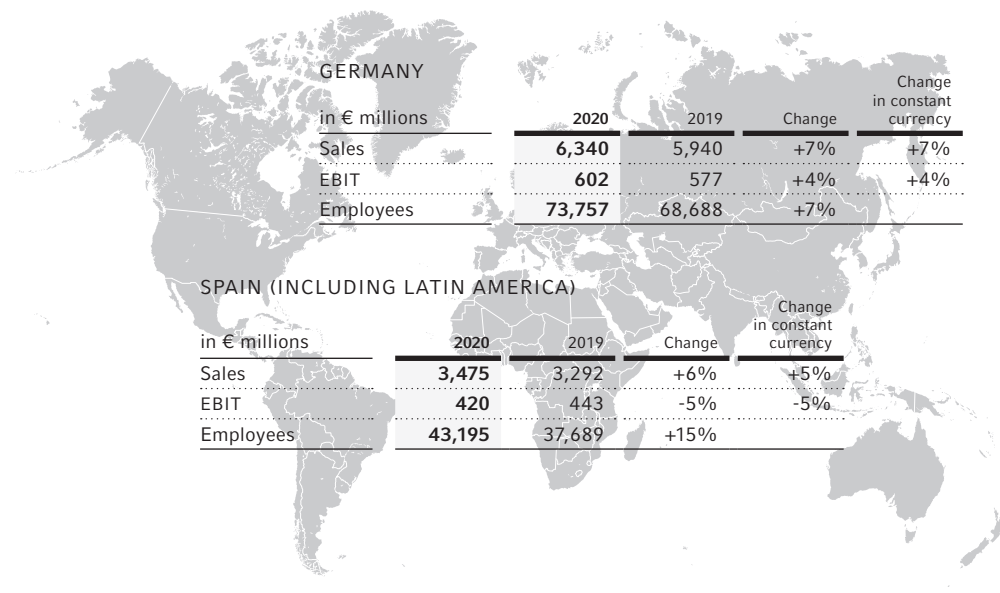 GERMANY
in € millions 2020 2019 Change Change in constant currency
Sales 6,340 5,940 +7% +7%
EBIT 602 577 +4% +4%
Employees 73,757 68,688 +7%
SPAIN (INCLUDING LATIN AMERICA)
in € millions 2020 2019 Change Change in constant currency
Sales 3,475 3,292 +6% +5%
EBIT 420 443 -5% -5%
Employees 43,195 37,689 +15%